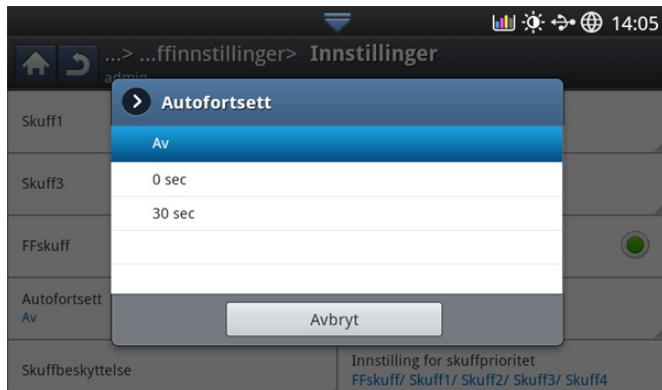 14:05
...> ...ffinnstillinger> Innstillinger
admin
Autofortsett
Skuff1
Av
Skuff3
0 sec
30 sec
FFskuff
Autofortsett
Av
Avbryt
Skuffbeskyttelse
Innstilling for skuffprioritet
FFskuff/ Skuff1/ Skuff2/ Skuff3/ Skuff4